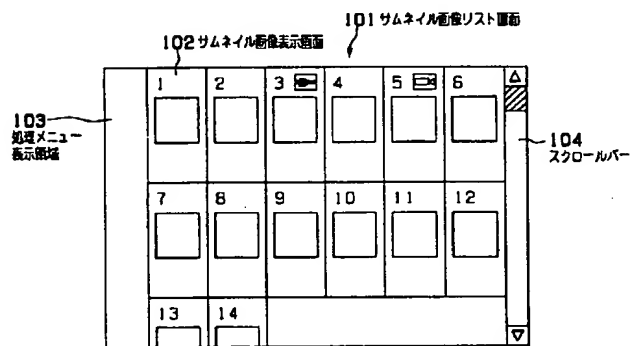 101 サムネイル画像リスト画面
102 サムネイル画像表示画面
1 2 3 4 5 6
103
処理メニュー
表示領域
104
スクロールバー
7 8 9 10 11 12
13 14